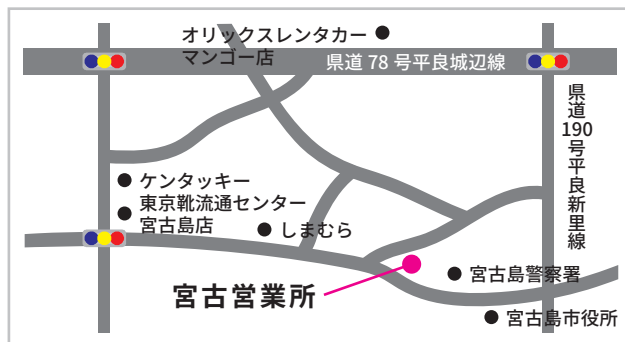 オリックスレンタカー
マンゴー店
県道 78 号平良城辺線
県道190号平良新里線
ケンタッキー
東京靴流通センター
宮古島店
しまむら
宮古営業所
宮古島警察署
宮古島市役所